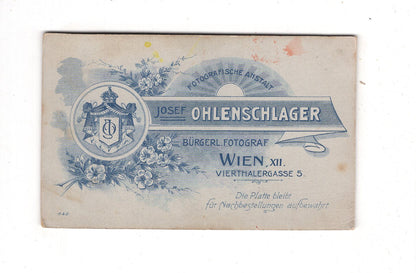 FOTOGRAFISCHE ANSTALT
JOSEF OHLENSCHLAGER
BÜRGERL. FOTOGRAF
WIEN, XII.
VIERTHALERGASSE 5.
Die Platte bleibt
für Nachbestellungen aufbewahrt.